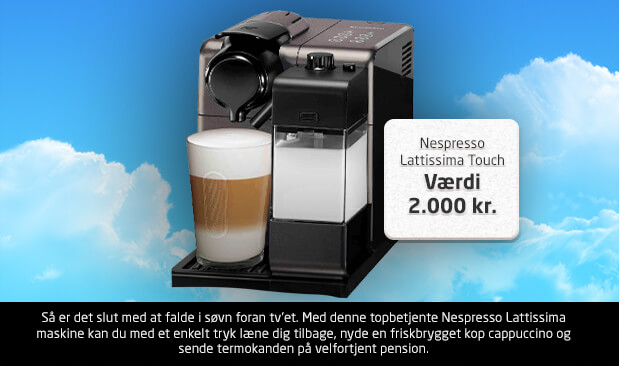 Nespresso
Lattissima Touch
Værdi
2.000 kr.
Så er det slut med at falde i søvn foran tv'et. Med denne topbetjente Nespresso Lattissima
maskine kan du med et enkelt tryk læne dig tilbage, nyde en friskbrygget kop cappuccino og
sende termokanden på velfortjent pension.